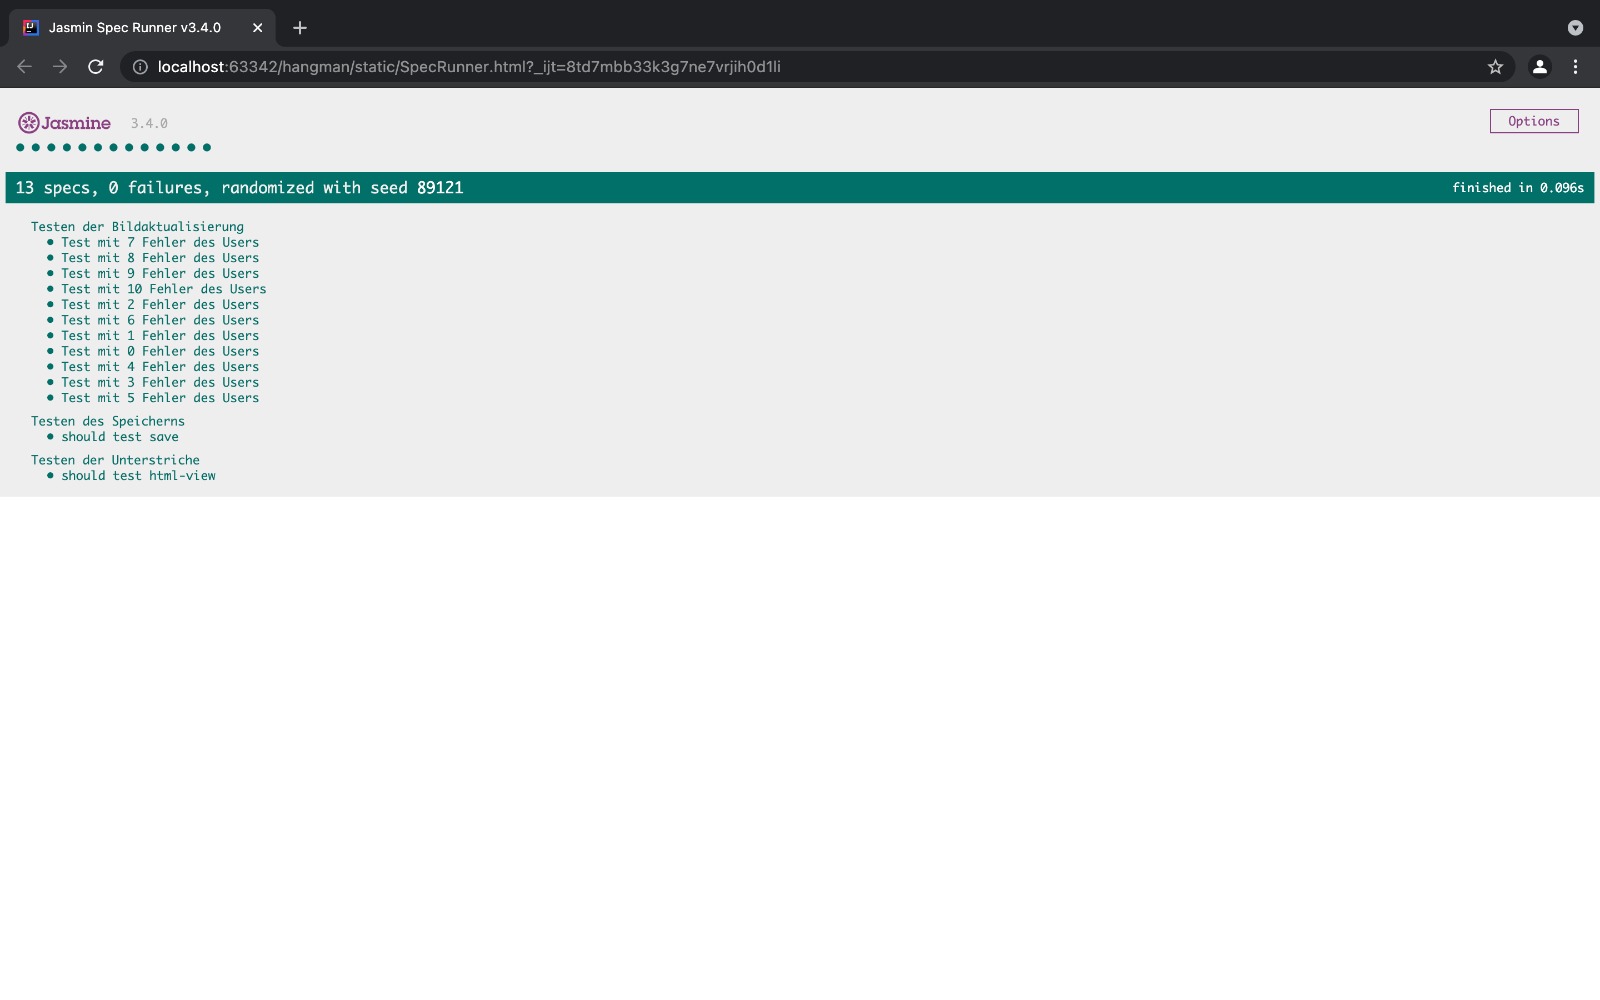 Jasmin Spec Runner v3.4.0
localhost:63342/hangman/static/SpecRunner.html?_ijt=8td7mbb33k3g7ne7vrjih0d1li
Jasmine 3.4.0
Options
13 specs, 0 failures, randomized with seed 89121
finished in 0.096s
Testen der Bildaktualisierung
• Test mit 7 Fehler des Users
• Test mit 8 Fehler des Users
• Test mit 9 Fehler des Users
• Test mit 10 Fehler des Users
• Test mit 2 Fehler des Users
• Test mit 6 Fehler des Users
• Test mit 1 Fehler des Users
• Test mit 0 Fehler des Users
• Test mit 4 Fehler des Users
• Test mit 3 Fehler des Users
• Test mit 5 Fehler des Users
Testen des Speicherns
• should test save
Testen der Unterstriche
• should test html-view